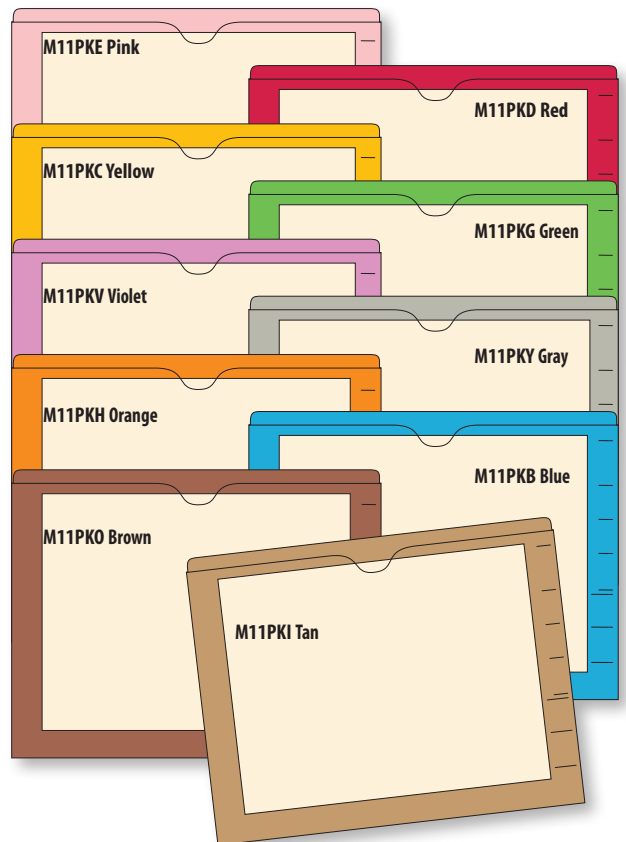 M11PKE Pink
M11PKD Red
M11PKC Yellow
M11PKG Green
M11PKV Violet
M11PKY Gray
M11PKH Orange
M11PKB Blue
M11PKO Brown
M11PKI Tan